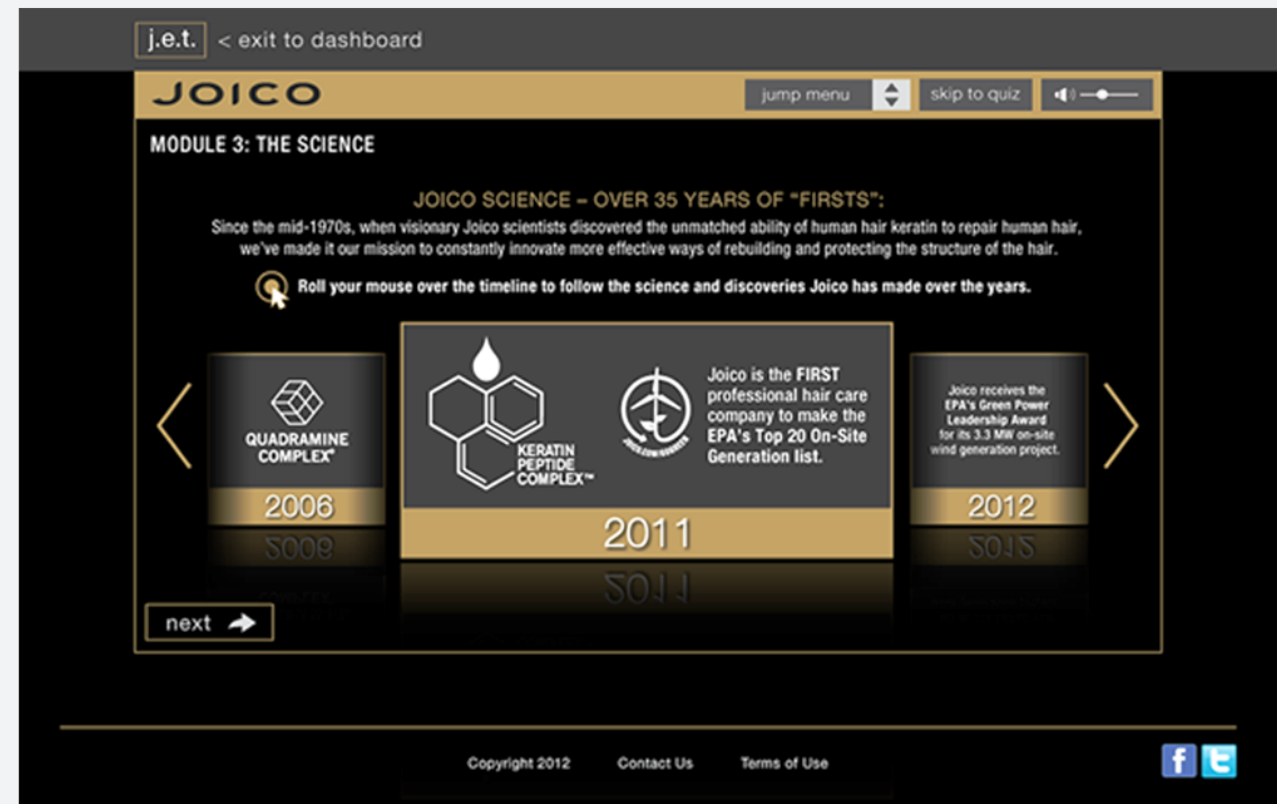 j.e.t. < exit to dashboard
JOICO
jump menu
skip to quiz
MODULE 3: THE SCIENCE
JOICO SCIENCE – OVER 35 YEARS OF “FIRSTS”:
Since the mid-1970s, when visionary Joico scientists discovered the unmatched ability of human hair keratin to repair human hair,
we've made it our mission to constantly innovate more effective ways of rebuilding and protecting the structure of the hair.
Roll your mouse over the timeline to follow the science and discoveries Joico has made over the years.
QUADRAMINE
COMPLEX®
2006
KERATIN
PEPTIDE
COMPLEX™
Joico is the FIRST
professional hair care
company to make the
EPA's Top 20 On-Site
Generation list.
2011
Joico receives the
EPA's Green Power
Leadership Award
for its 3.3 MW on-site
wind generation project.
2012
next
Copyright 2012
Contact Us
Terms of Use